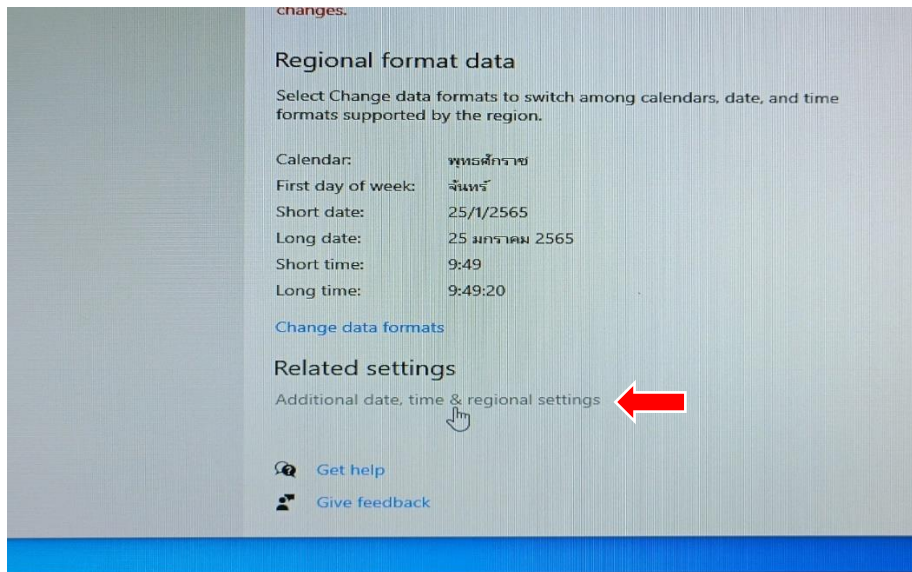 changes.
Regional format data
Select Change data formats to switch among calendars, date, and time
formats supported by the region.
Calendar: พุทธศักราช
First day of week: จันทร์
Short date: 25/1/2565
Long date: 25 มกราคม 2565
Short time: 9:49
Long time: 9:49:20
Change data formats
Related settings
Additional date, time & regional settings
Get help
Give feedback